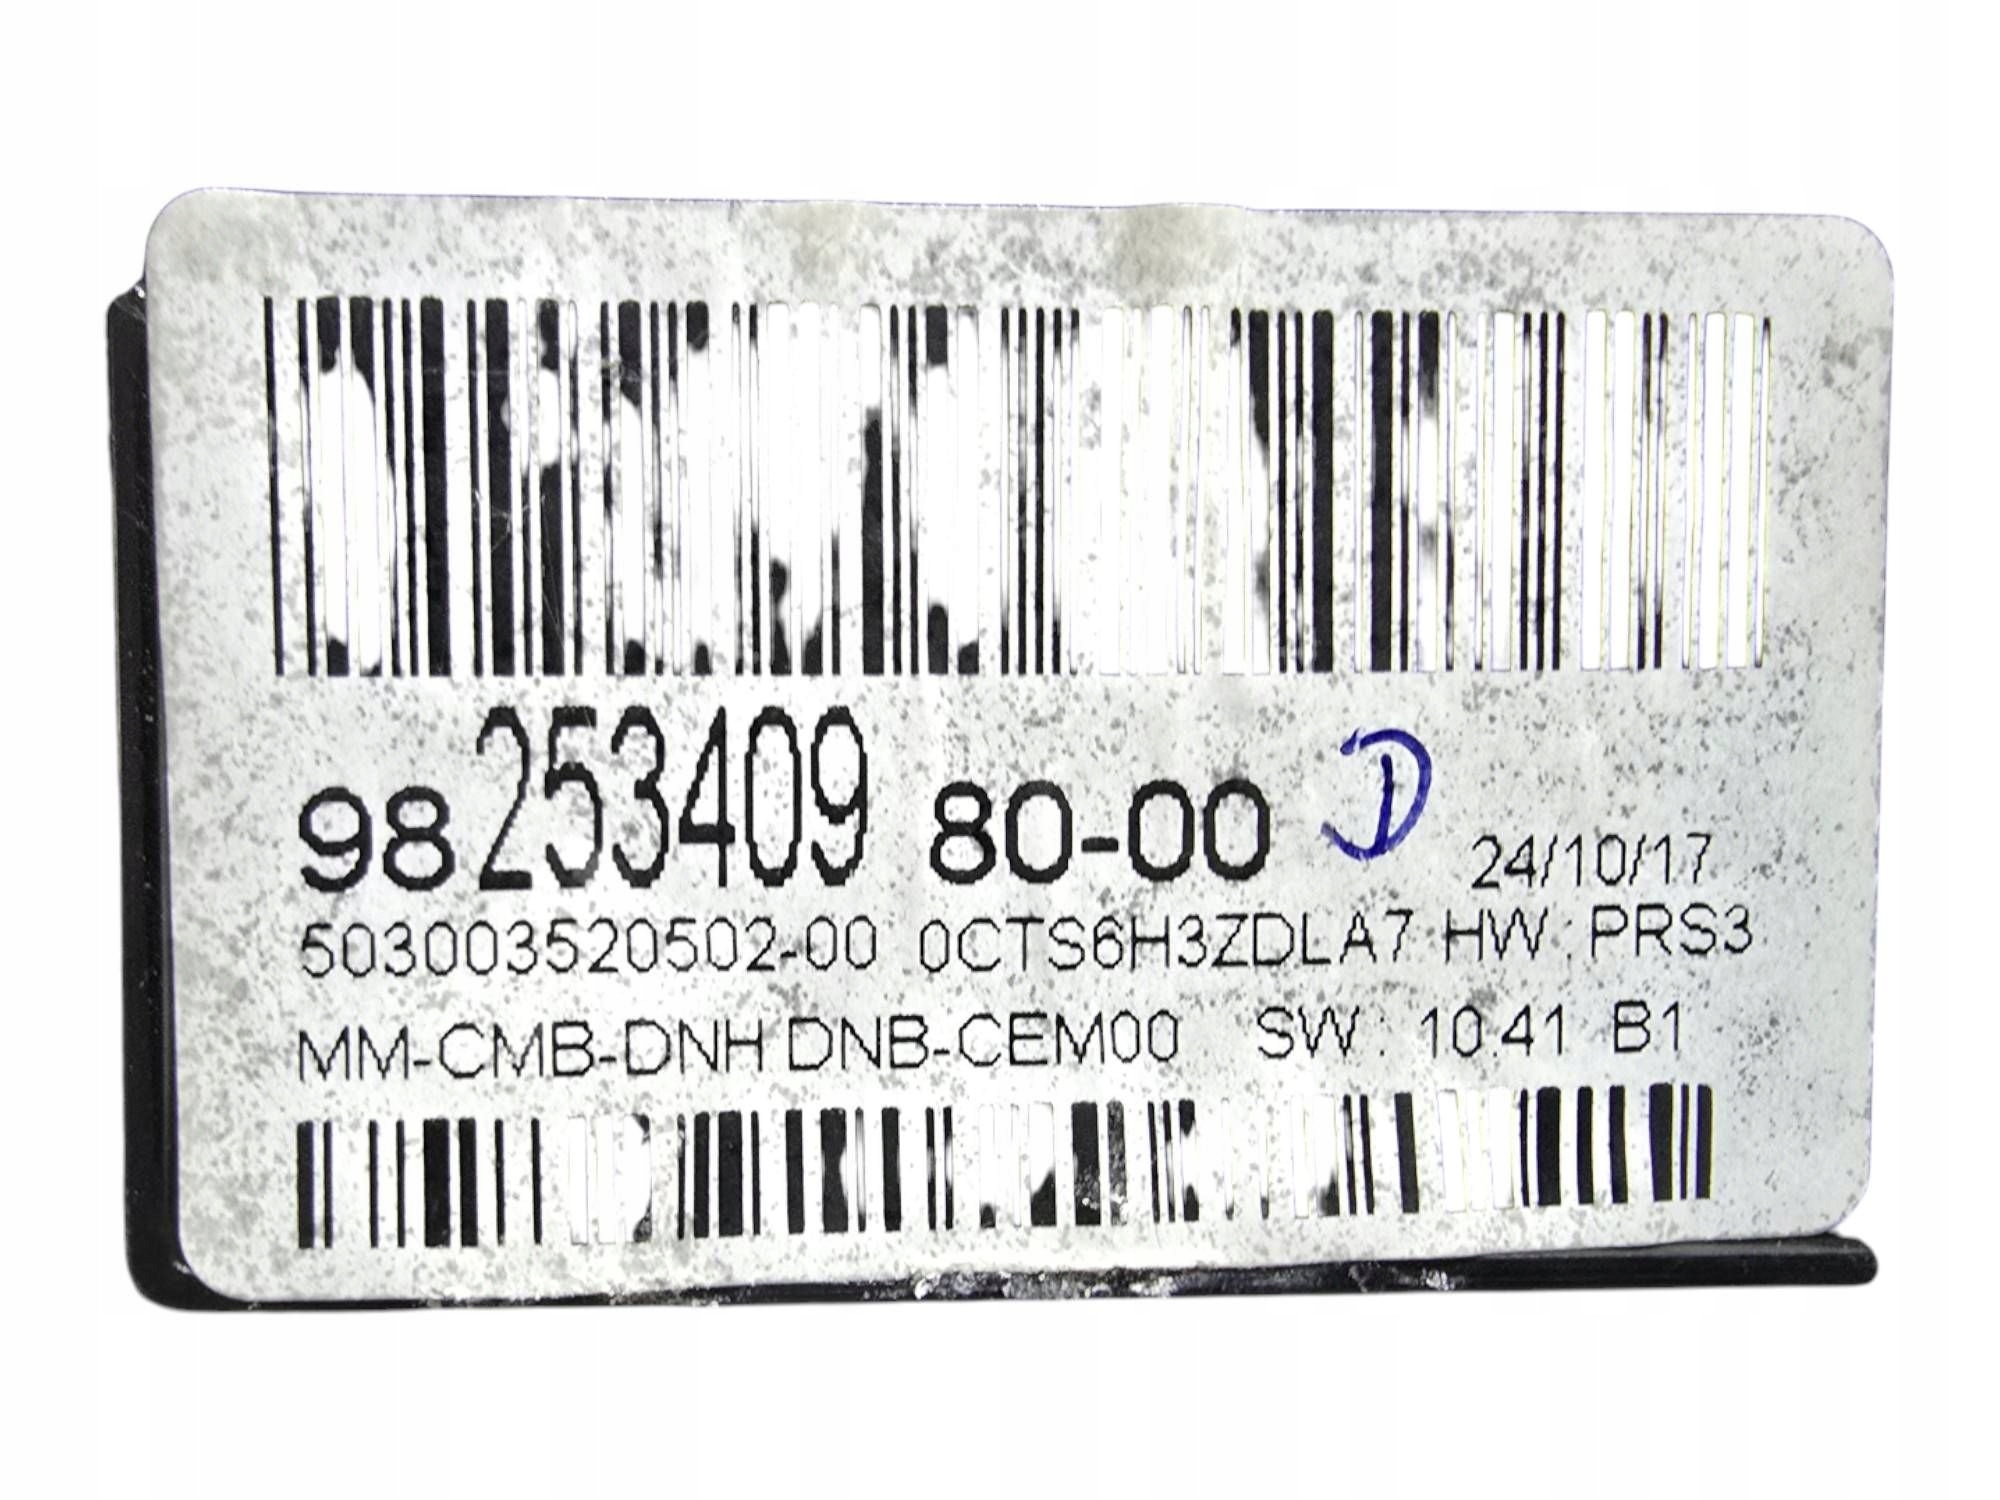 98 253409 80-00 D
24/10/17
503003520502-00 0CTS6H3ZDLA7 HW: PRS3
MM-CMB-DNH DNB-CEM00 SW: 10.41 B1